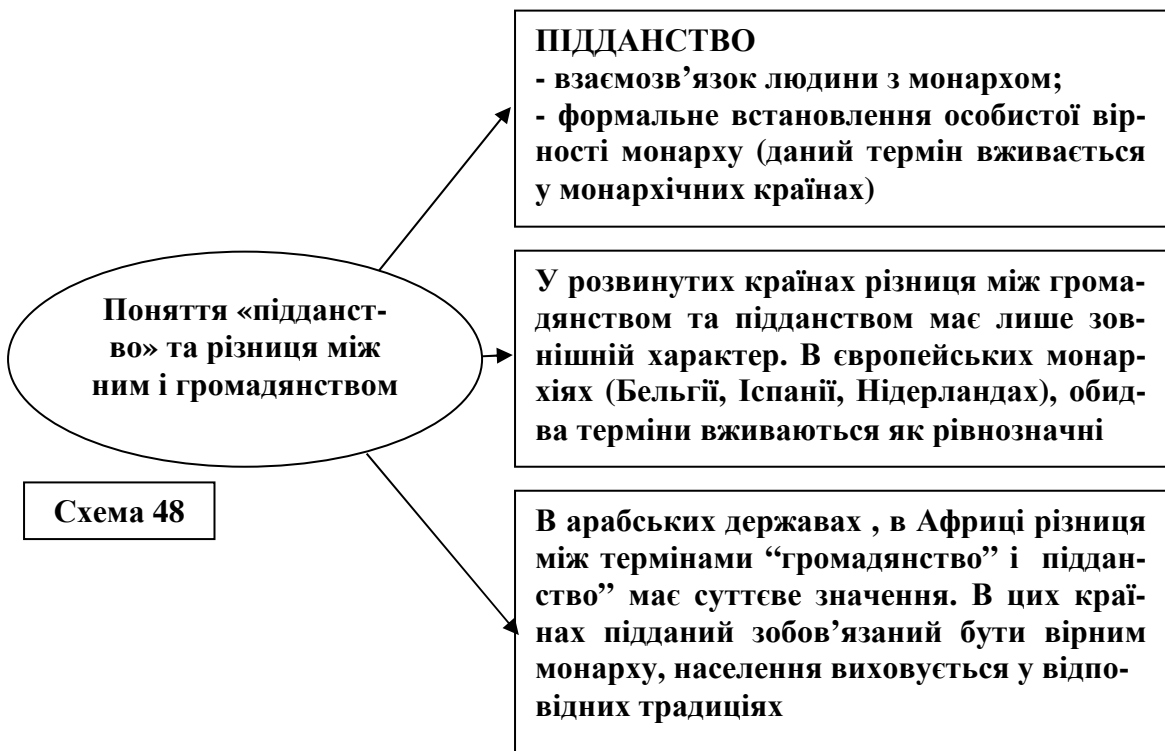 ПІДДАНСТВО
- взаємозв’язок людини з монархом;
- формальне встановлення особистої вір-
ності монарху (даний термін вживається
у монархічних країнах)
Поняття «підданст-
во» та різниця між
ним і громадянством
У розвинутих країнах різниця між грома-
дянством та підданством має лише зов-
нішній характер. В європейських монар-
хіях (Бельгії, Іспанії, Нідерландах), обид-
ва терміни вживаються як рівнозначні
Схема 48
В арабських державах , в Африці різниця
між термінами “громадянство” і  піддан-
ство” має суттєве значення. В цих краї-
нах підданий зобов’язаний бути вірним
монарху, населення виховується у відпо-
відних традиціях